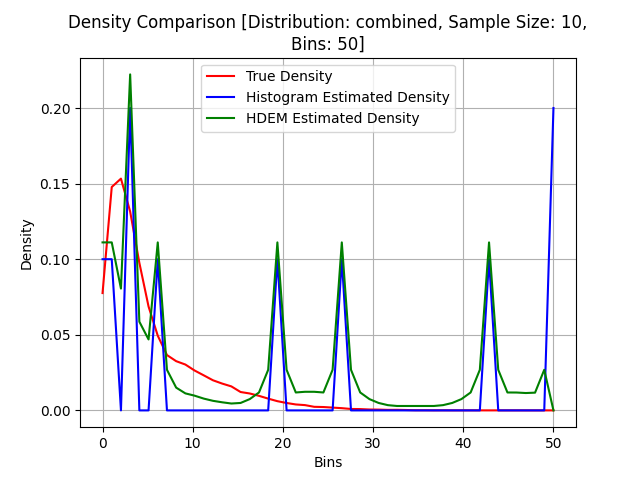 Density Comparison [Distribution: combined, Sample Size: 10,
Bins: 50]
True Density
Histogram Estimated Density
HDEM Estimated Density
Density
0.20
0.15
0.10
0.05
0.00
0 10 20 30 40 50
Bins